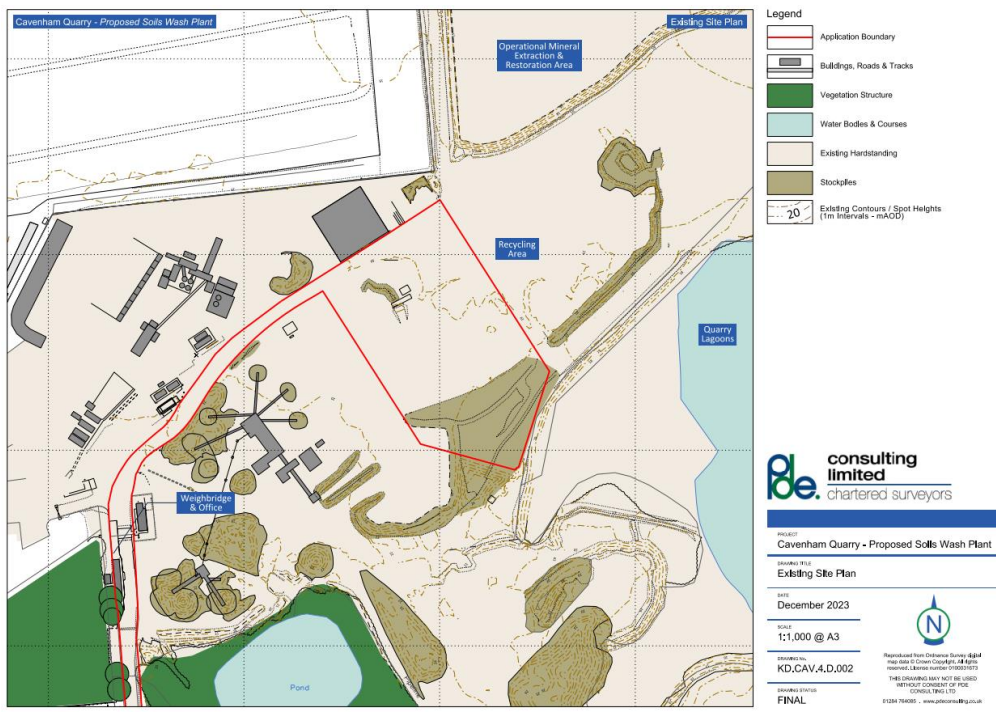 Cavenham Quarry - Proposed Soils Wash Plant
Existing Site Plan
Operational Mineral
Extraction &
Restoration Area
Recycling
Area
Quarry
Lagoons
Weighbridge
& Office
Pond
Legend
Application Boundary
Buildings, Roads & Tracks
Vegetation Structure
Water Bodies & Courses
Existing Hardstanding
Stockpiles
20
Existing Contours / Spot Heights
(1m Intervals - mAOD)
pde.
consulting
limited
chartered surveyors
PROJECT
Cavenham Quarry - Proposed Soils Wash Plant
DRAWING TITLE
Existing Site Plan
DATE
December 2023
SCALE
1:1,000 @ A3
DRAWING No.
KD.CAV.4.D.002
DRAWING STATUS
FINAL
N
Reproduced from Ordnance Survey digital
map data © Crown Copyright. All rights
reserved. License number 0100031673
THIS DRAWING MAY NOT BE USED
WITHOUT CONSENT OF PDE
CONSULTING LTD
01284 764085 . www.pdeconsulting.co.uk